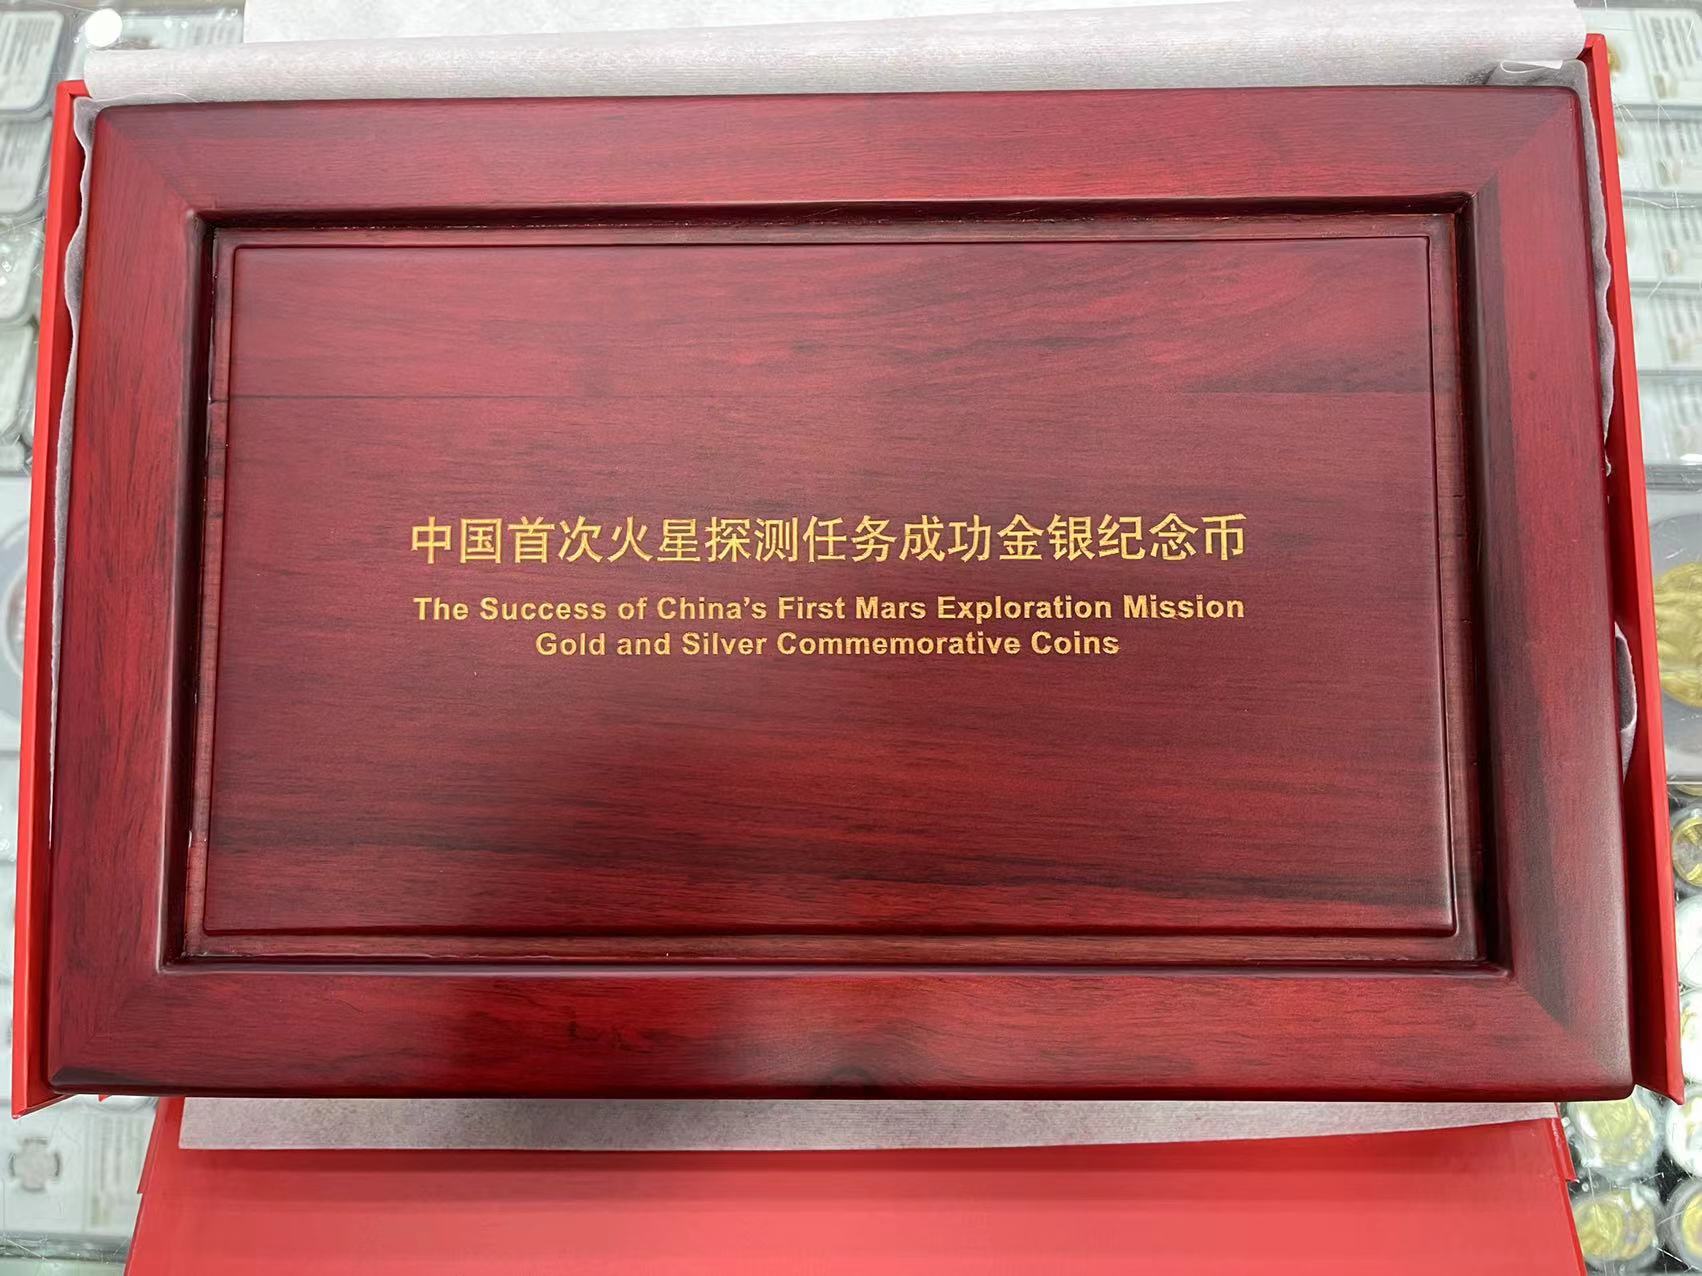 中国首次火星探测任务成功金银纪念币
The Success of China's First Mars Exploration Mission
Gold and Silver Commemorative Coins